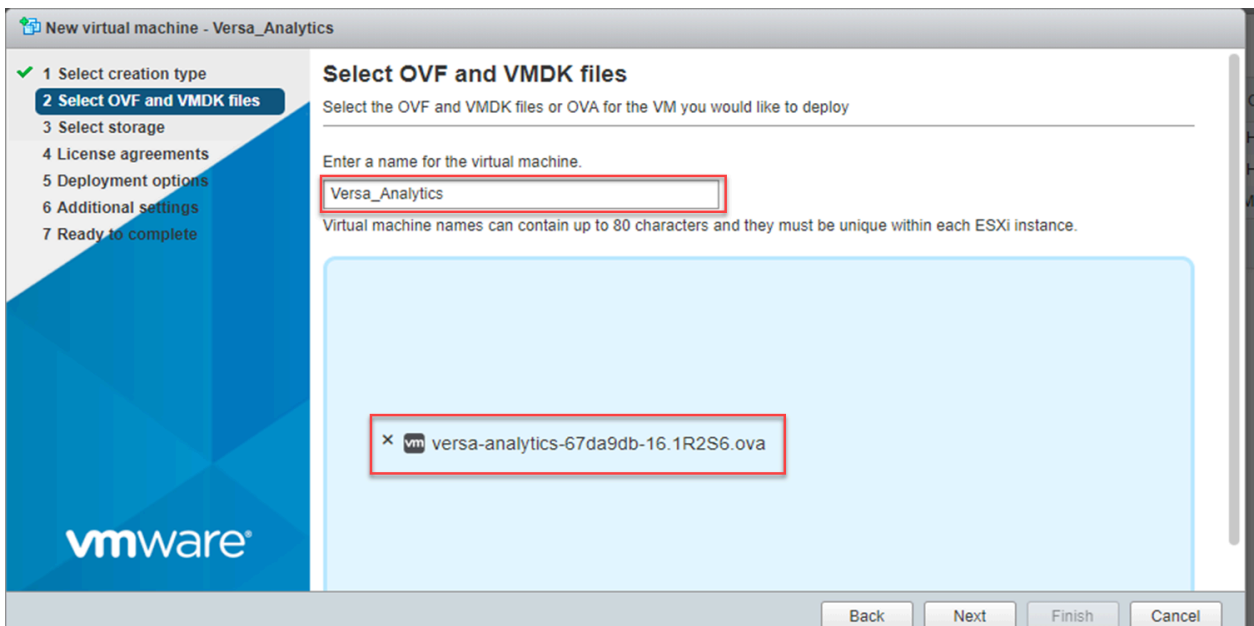 New virtual machine - Versa_Analytics
1 Select creation type
2 Select OVF and VMDK files
3 Select storage
4 License agreements
5 Deployment options
6 Additional settings
7 Ready to complete
vmware®
Select OVF and VMDK files
Select the OVF and VMDK files or OVA for the VM you would like to deploy
Enter a name for the virtual machine.
Versa_Analytics
Virtual machine names can contain up to 80 characters and they must be unique within each ESXi instance.
vm versa-analytics-67da9db-16.1R2S6.ova
Back Next Finish Cancel